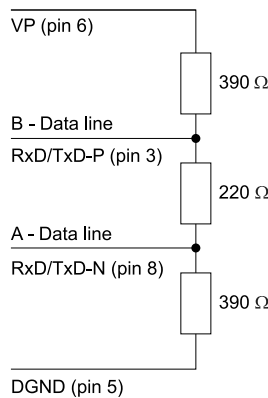 VP (pin 6)
390 Ω
B - Data line
RxD/TxD-P (pin 3)
220 Ω
A - Data line
RxD/TxD-N (pin 8)
390 Ω
DGND (pin 5)